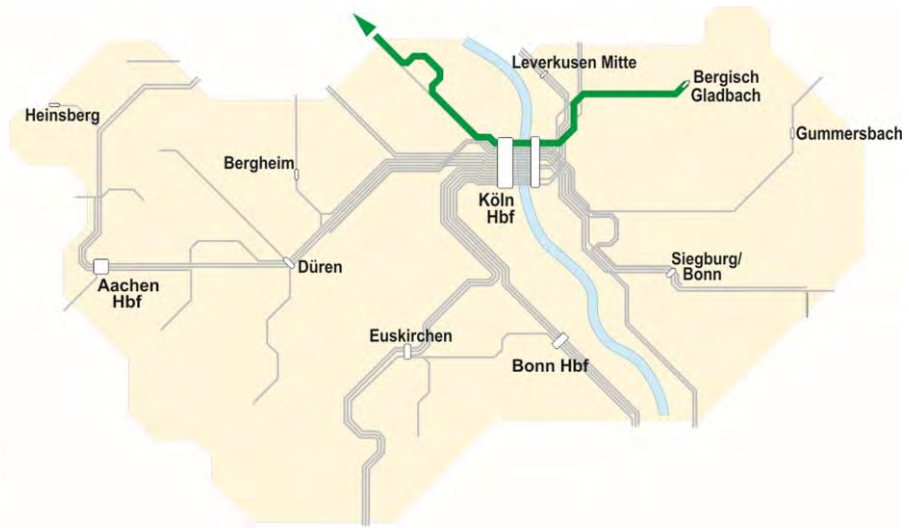 Leverkusen Mitte
Bergisch
Gladbach
Heinsberg
Gummersbach
Bergheim
Köln
Hbf
Düren
Siegburg/
Bonn
Aachen
Hbf
Euskirchen
Bonn Hbf